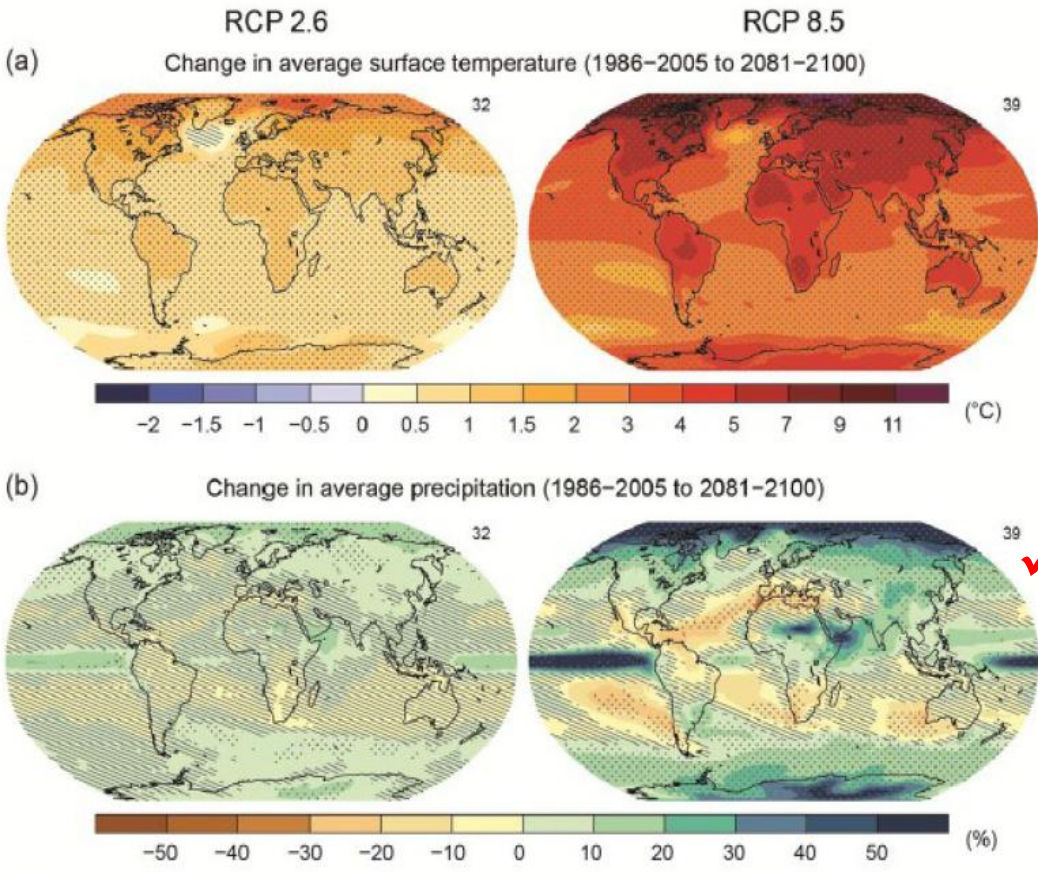 RCP 2.6 RCP 8.5
(a) Change in average surface temperature (1986−2005 to 2081−2100)
32 39
−2 −1.5 −1 −0.5 0 0.5 1 1.5 2 3 4 5 7 9 11 (°C)
(b) Change in average precipitation (1986−2005 to 2081−2100)
32 39
−50 −40 −30 −20 −10 0 10 20 30 40 50 (%)